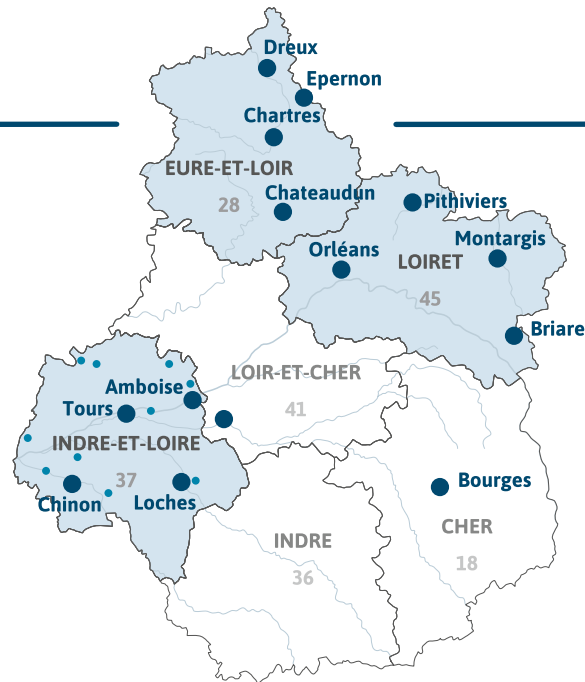 Dreux
Epernon
Chartres
EURE-ET-LOIR
28
Chateaudun
Pithiviers
Montargis
Orléans
LOIRET
45
Briare
LOIR-ET-CHER
41
Amboise
Tours
INDRE-ET-LOIRE
37
Chinon
Loches
Bourges
CHER
18
INDRE
36